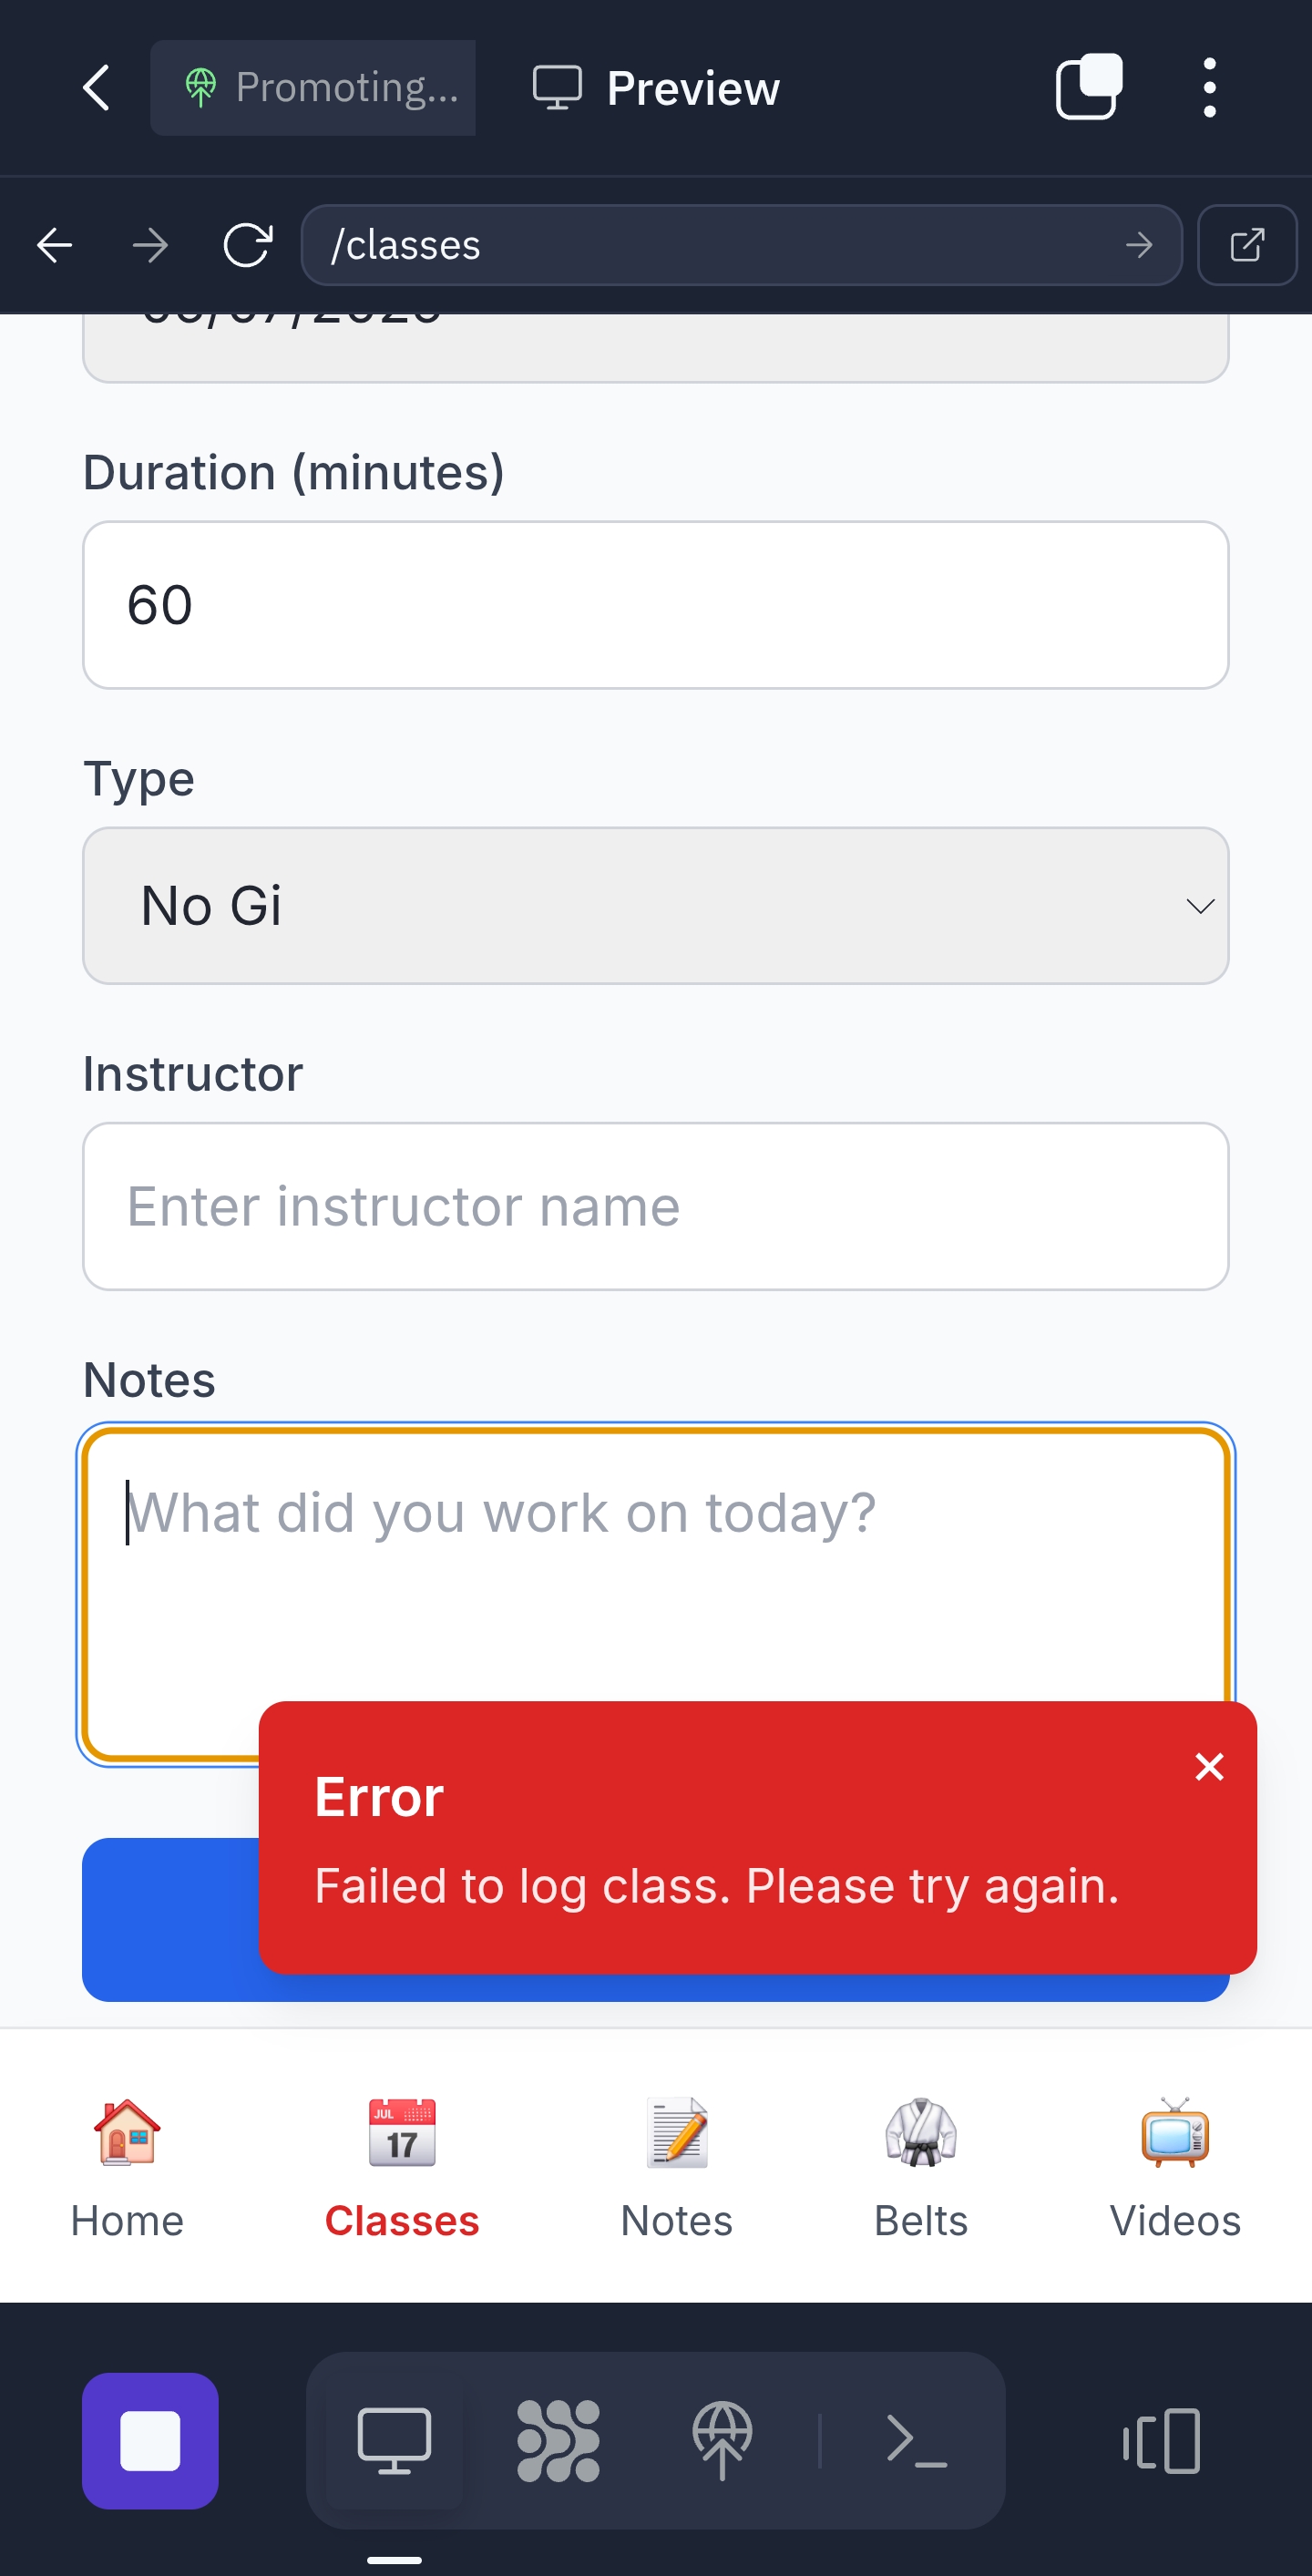 Promoting...
Preview
/classes
Duration (minutes)
60
Type
No Gi
Instructor
Enter instructor name
Notes
What did you work on today?
Error
Failed to log class. Please try again.
JUL
17
Home
Classes
Notes
Belts
Videos